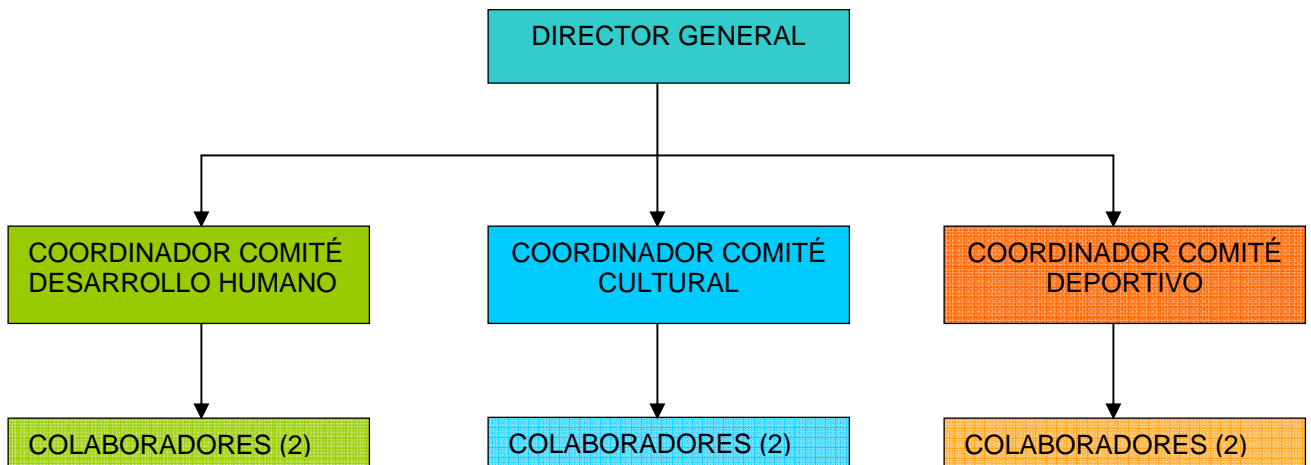 DIRECTOR GENERAL
COORDINADOR COMITÉ
DESARROLLO HUMANO
COORDINADOR COMITÉ
CULTURAL
COORDINADOR COMITÉ
DEPORTIVO
COLABORADORES (2)
COLABORADORES (2)
COLABORADORES (2)